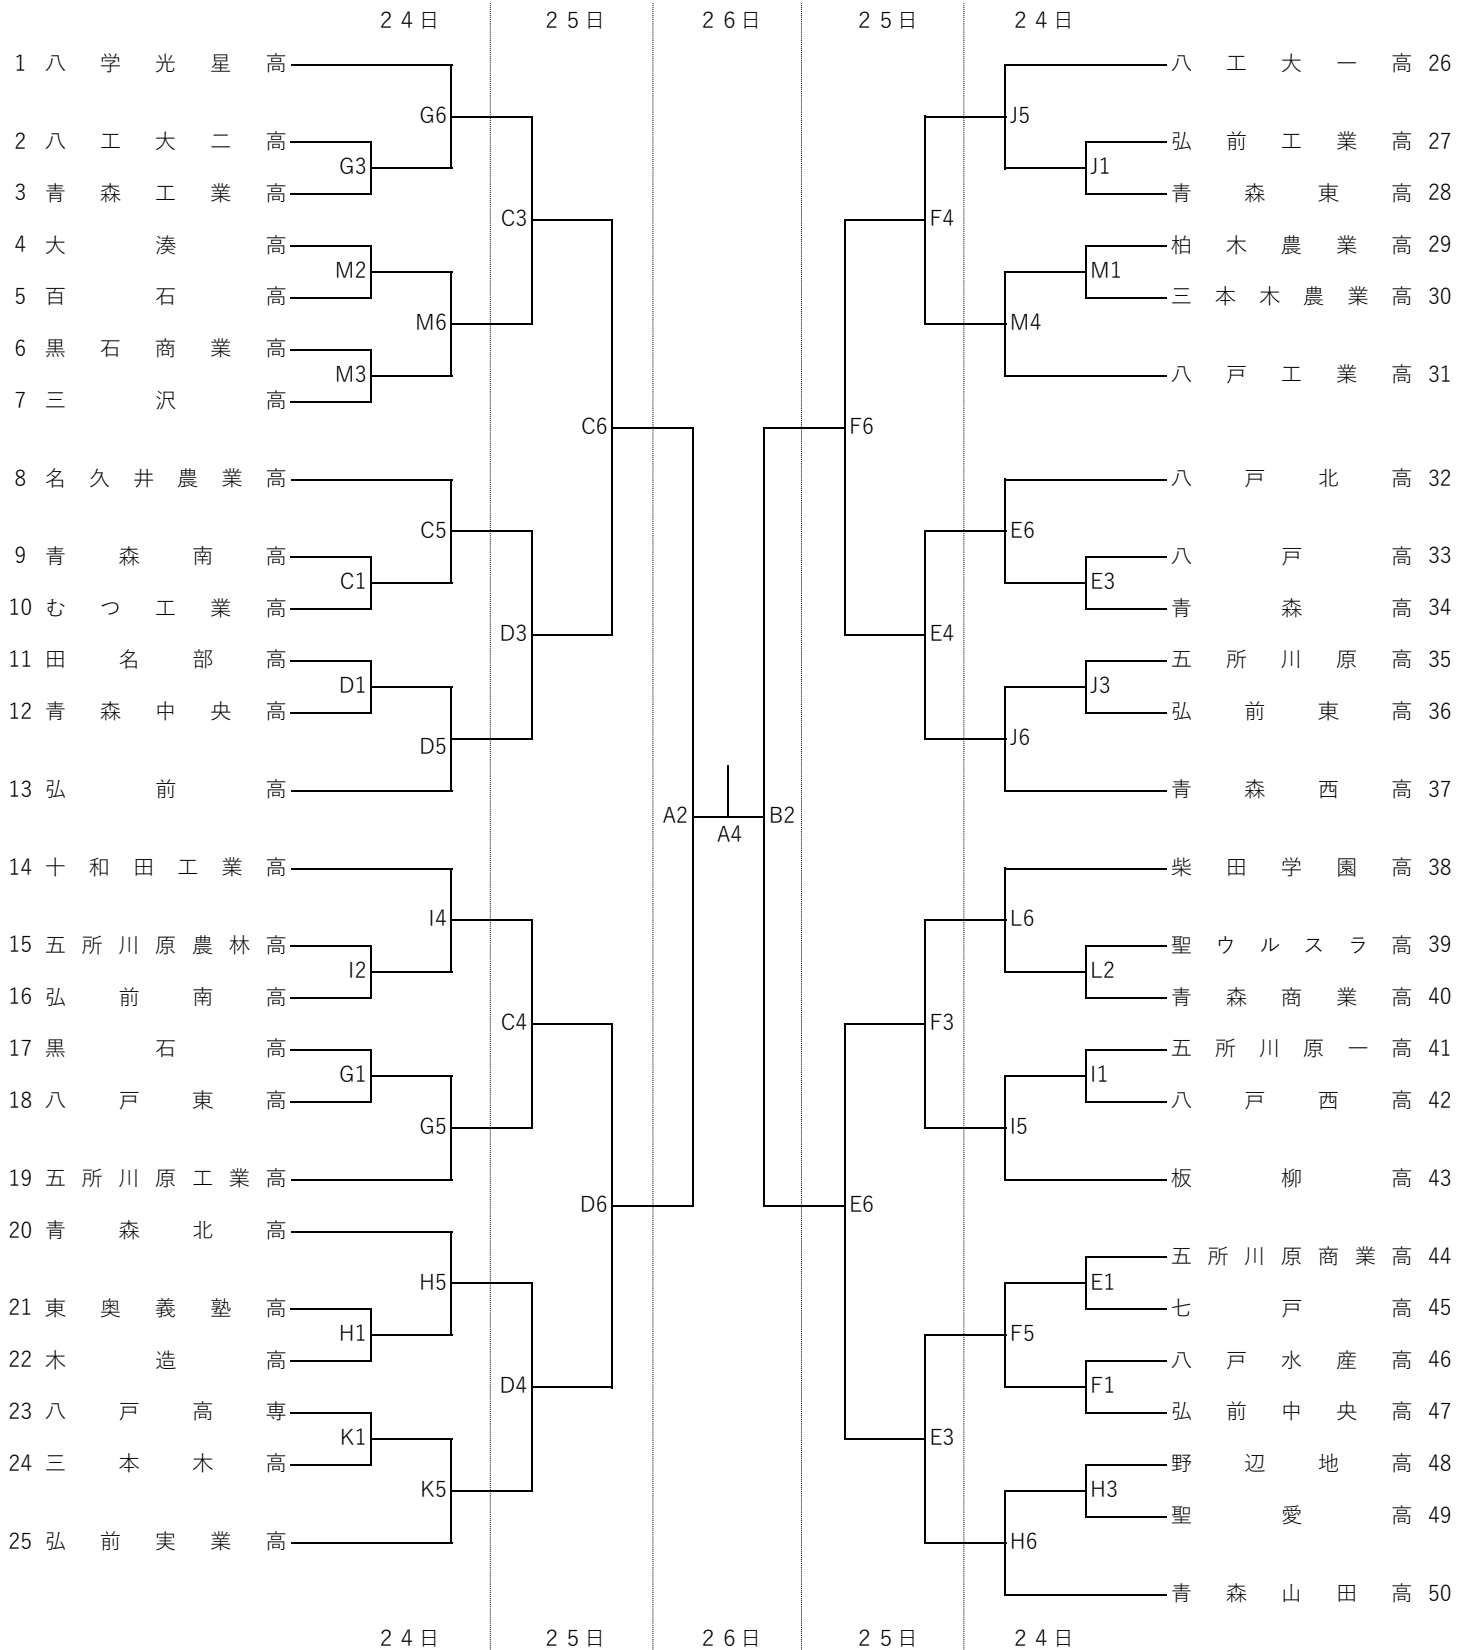 ２４日 ２５日 ２６日 ２５日 ２４日
1 八学光星高 八工大一高 26
G6 J5
2 八工大二高 弘前工業高 27
G3 J1
3 青森工業高 青森東高 28
C3 F4
4 大湊高 柏木農業高 29
M2 M1
5 百石高 三本木農業高 30
M6 M4
6 黒石商業高
M3 八戸工業高 31
7 三沢高
C6 F6
8 名久井農業高 八戸北高 32
C5 E6
9 青森南高 八戸高 33
C1 E3
10 むつ工業高 青森高 34
D3 E4
11 田名部高 五所川原高 35
D1 J3
12 青森中央高 弘前東高 36
D5 J6
13 弘前高 青森西高 37
A2 B2
A4
14 十和田工業高 柴田学園高 38
I4 L6
15 五所川原農林高 聖ウルスラ高 39
I2 L2
16 弘前南高 青森商業高 40
C4 F3
17 黒石高 五所川原一高 41
G1 I1
18 八戸東高 八戸西高 42
G5 I5
19 五所川原工業高 板柳高 43
D6 E6
20 青森北高 五所川原商業高 44
H5 E1
21 東奥義塾高 七戸高 45
H1 F5
22 木造高 八戸水産高 46
D4 F1
23 八戸高専 弘前中央高 47
K1 E3
24 三本木高 野辺地高 48
K5 H3
聖愛高 49
25 弘前実業高 H6
青森山田高 50
２４日 ２５日 ２６日 ２５日 ２４日